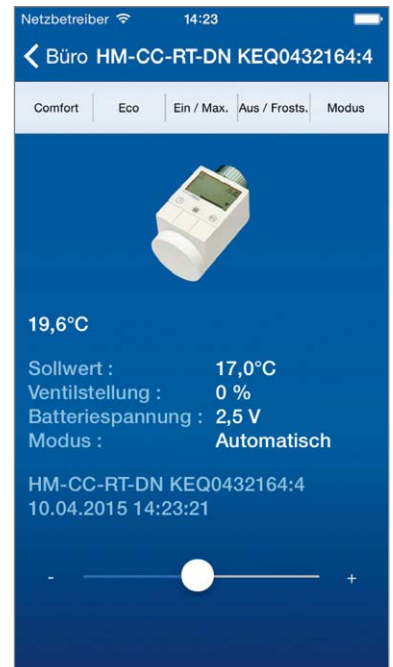 Netzbetreiber 14:23
Büro HM-CC-RT-DN KEQ0432164:4
Comfort Eco Ein / Max. Aus / Frosts. Modus
19,6°C
Sollwert : 17,0°C
Ventilstellung : 0 %
Batteriespannung : 2,5 V
Modus : Automatisch
HM-CC-RT-DN KEQ0432164:4
10.04.2015 14:23:21
- +